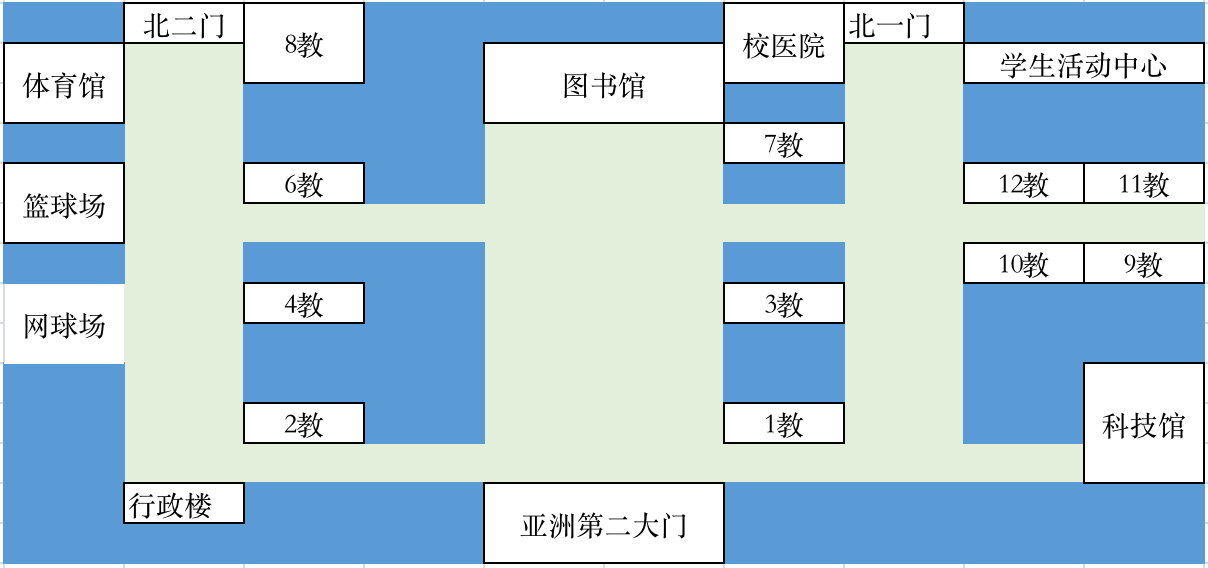 北二门
8教
校医院
北一门
体育馆
图书馆
学生活动中心
7教
篮球场
6教
12教
11教
10教
9教
网球场
4教
3教
2教
1教
科技馆
行政楼
亚洲第二大门